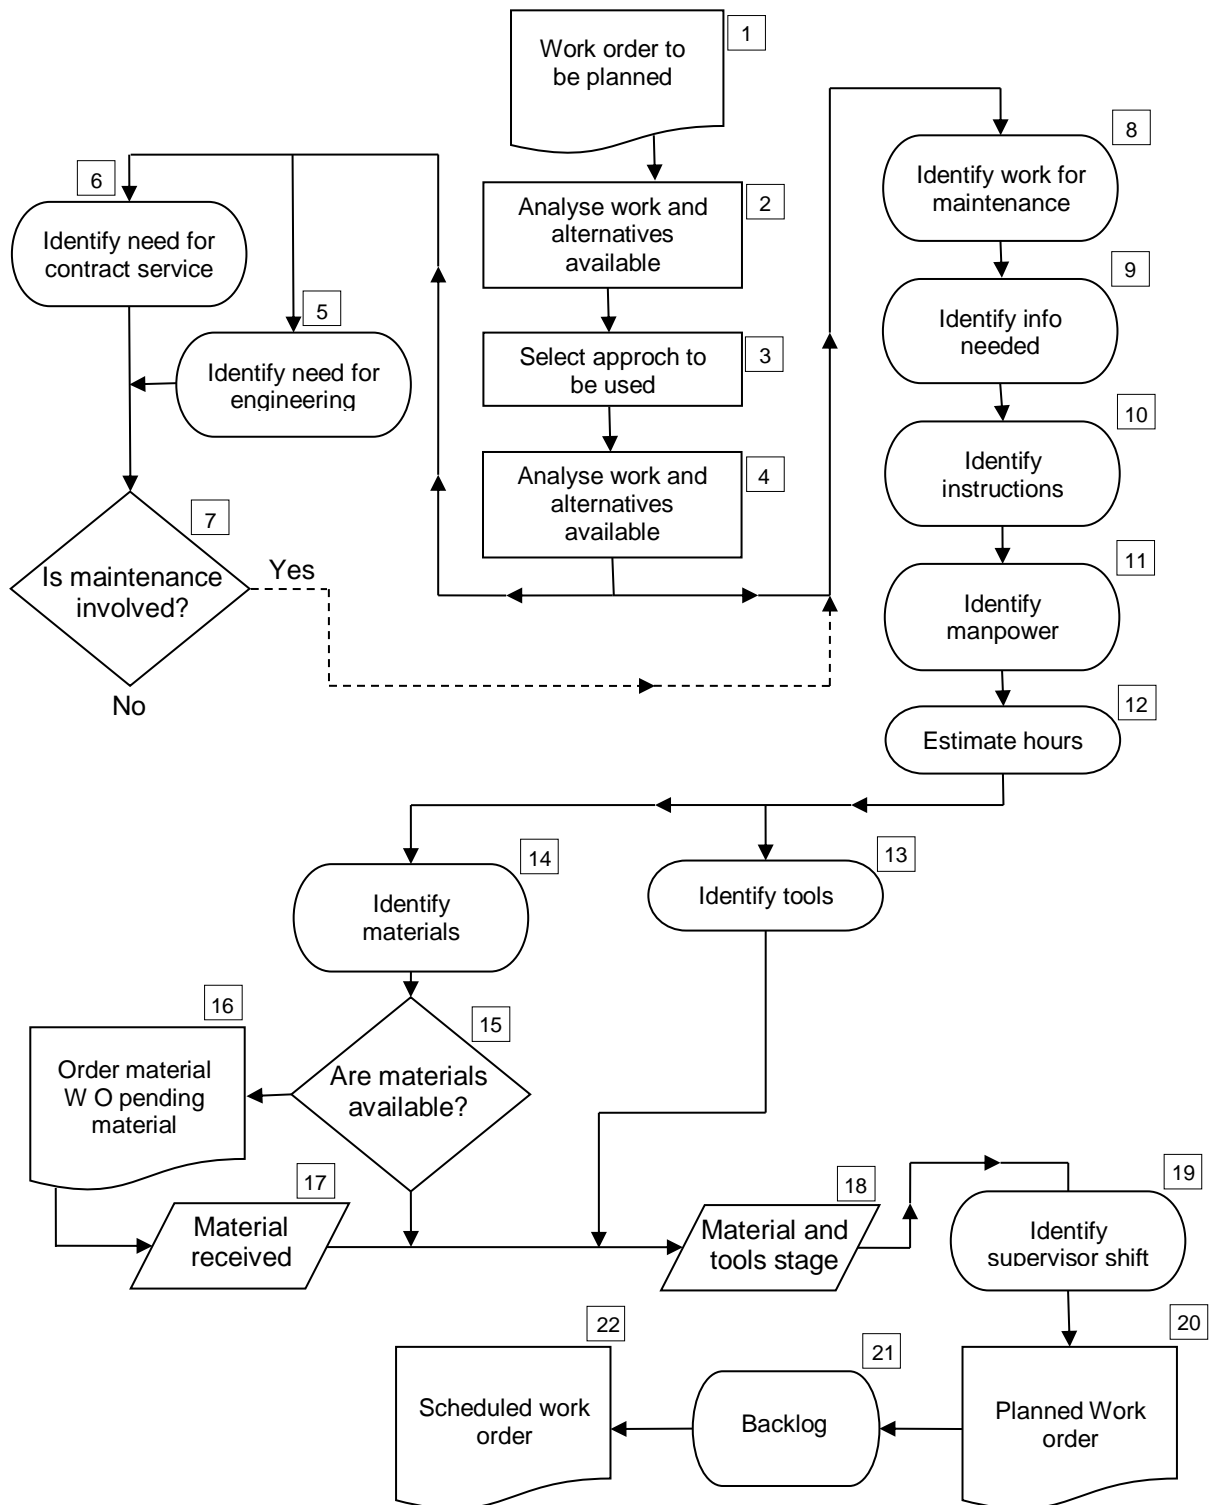 1
Work order to
be planned
2
Analyse work and
alternatives
available
3
Select approch to
be used
4
Analyse work and
alternatives
available
5
Identify need for
engineering
6
Identify need for
contract service
7
Is maintenance
involved?
Yes
No
8
Identify work for
maintenance
9
Identify info
needed
10
Identify
instructions
11
Identify
manpower
12
Estimate hours
13
Identify tools
14
Identify
materials
15
Are materials
available?
16
Order material
W O pending
material
17
Material
received
18
Material and
tools stage
19
Identify
supervisor shift
20
Planned Work
order
21
Backlog
22
Scheduled work
order